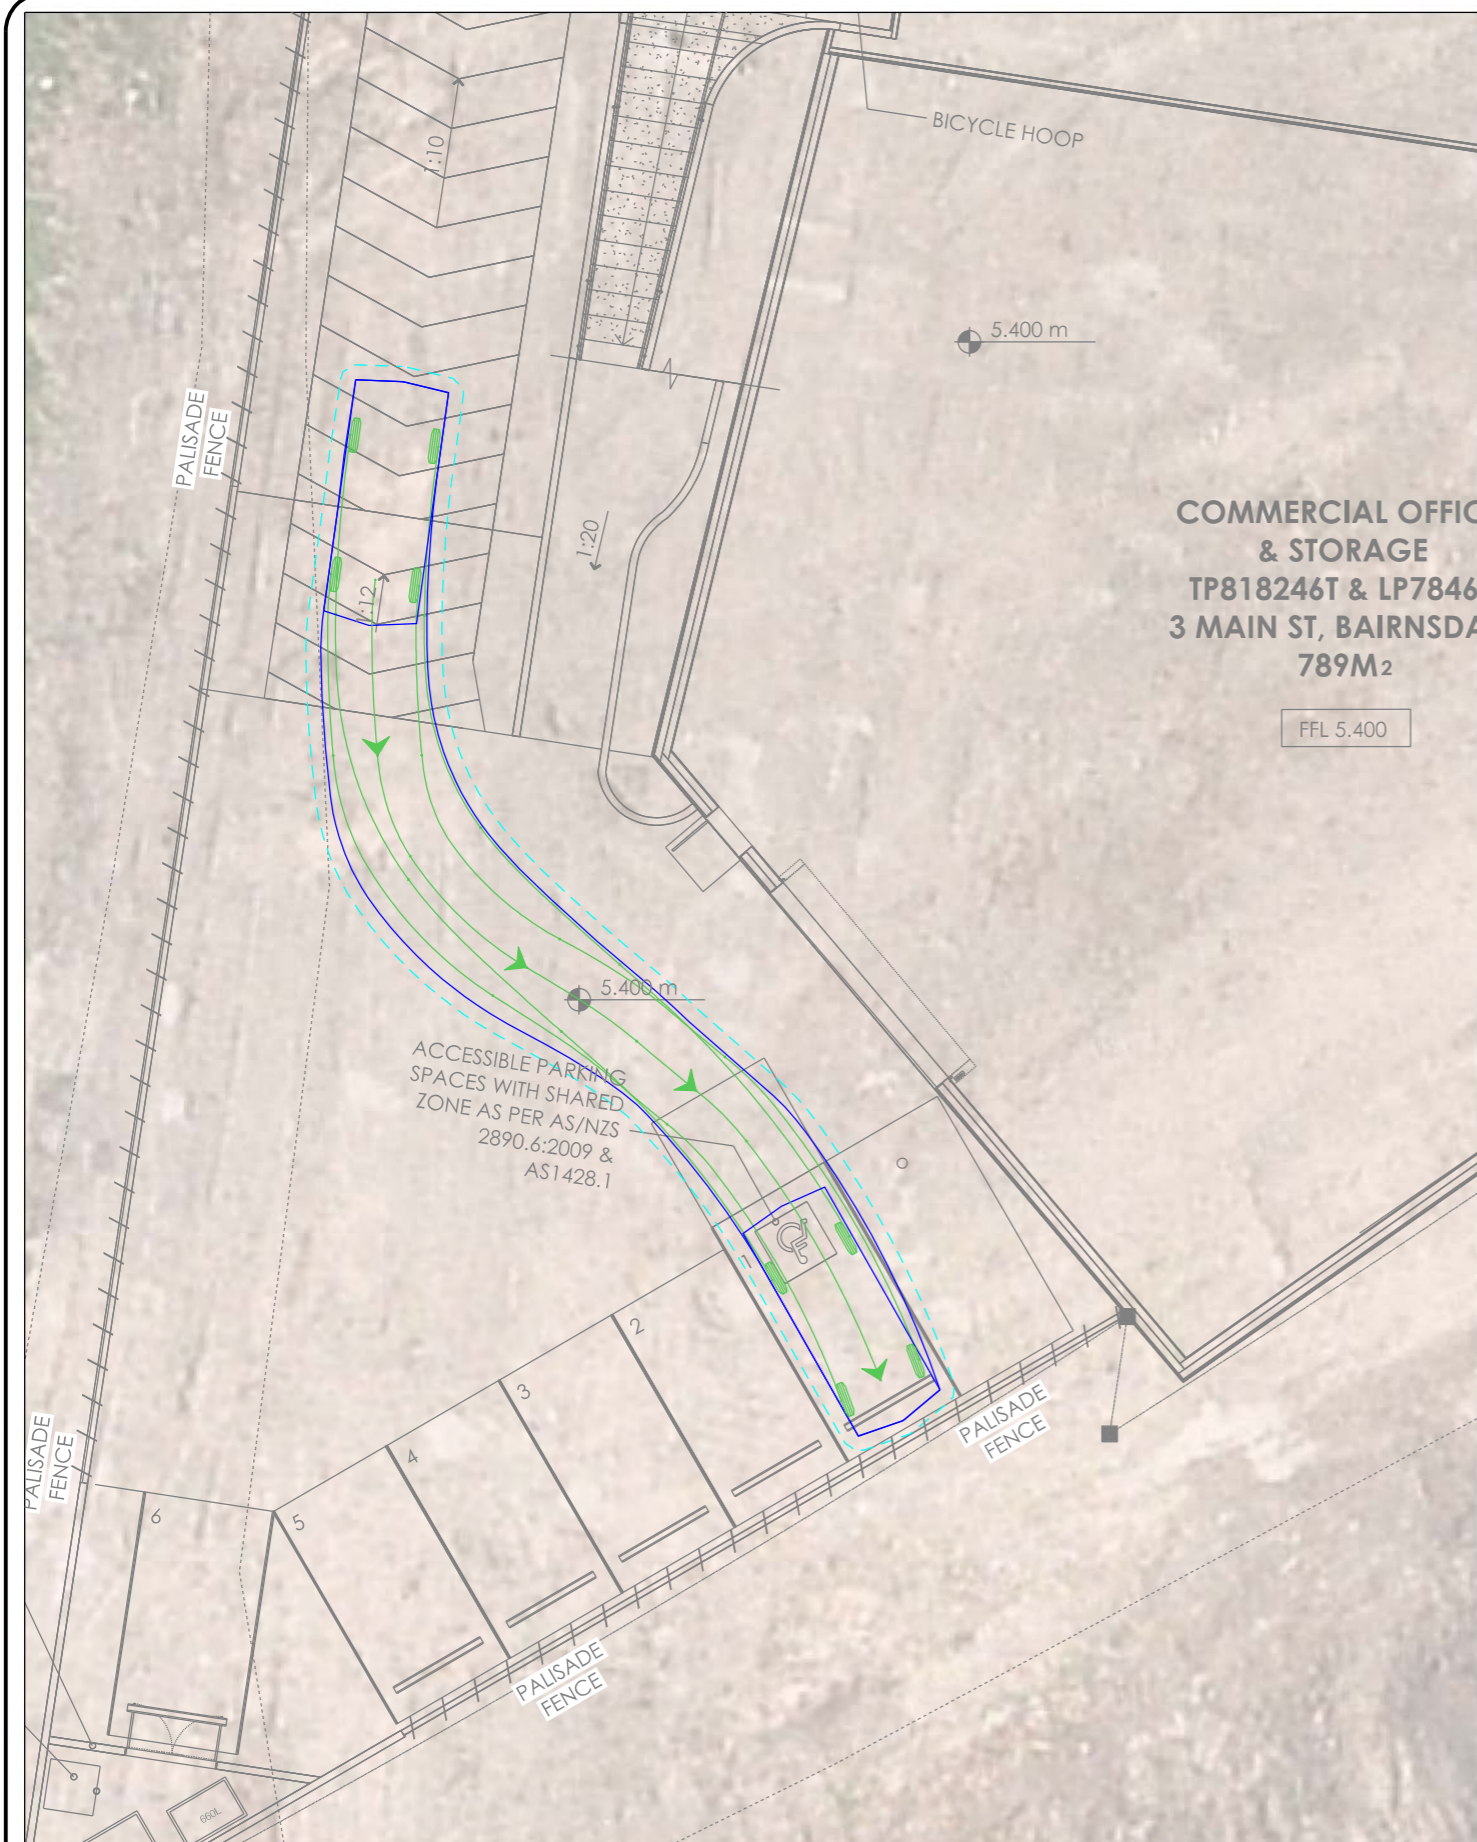 1:10
BICYCLE HOOP
5.400 m
PALISADE
FENCE
1:20
COMMERCIAL OFFIC
& STORAGE
TP818246T & LP7846
3 MAIN ST, BAIRNSDA
789M2
FFL 5.400
1:12
5.400 m
ACCESSIBLE PARKING
SPACES WITH SHARED
ZONE AS PER AS/NZS
2890.6:2009 &
AS1428.1
1
2
3
4
5
6
PALISADE
FENCE
PALISADE
FENCE
PALISADE
FENCE
660L